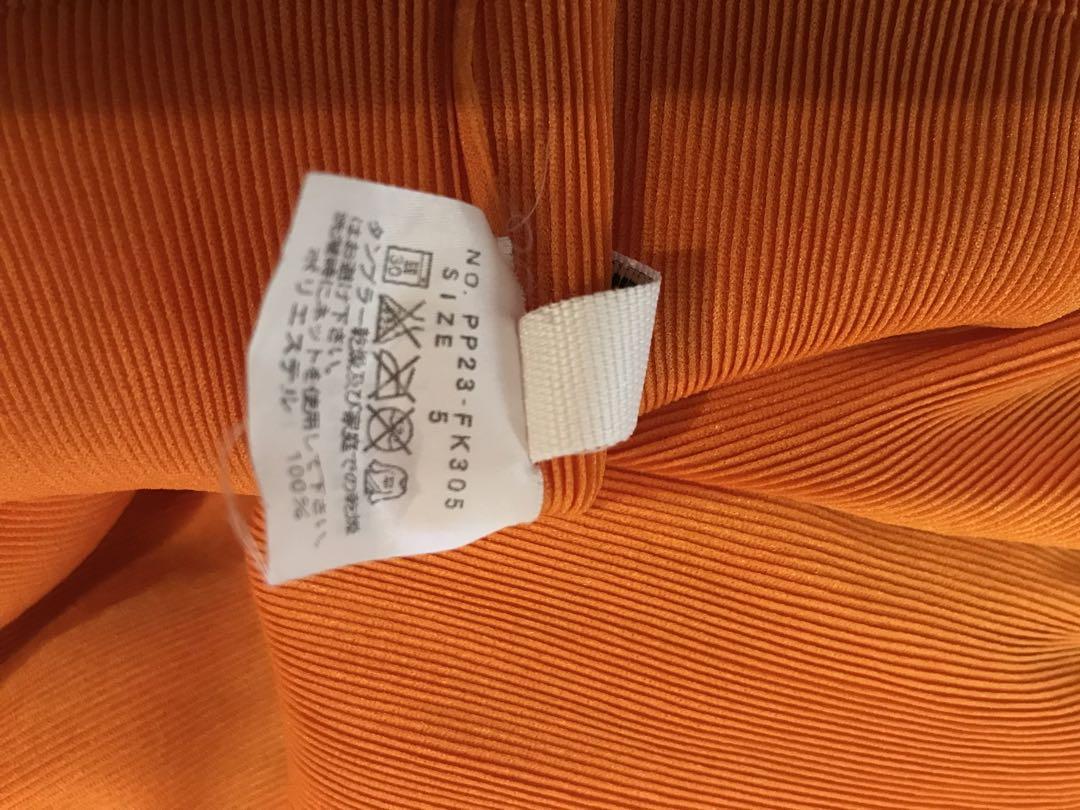 NO. PP23-FK305
SIZE 5
30
タンブラー乾燥及び家庭での乾燥
はお避け下さい。
洗濯時にネットを使用して下さい。
ポリエステル 100%